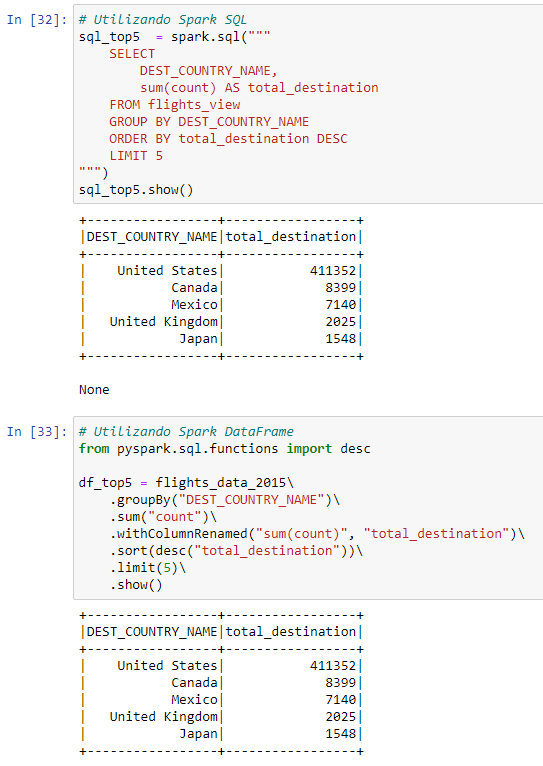 In [32]: # Utilizando Spark SQL
sql_top5  = spark.sql("""
    SELECT
        DEST_COUNTRY_NAME,
        sum(count) AS total_destination
    FROM flights_view
    GROUP BY DEST_COUNTRY_NAME
    ORDER BY total_destination DESC
    LIMIT 5
""")
sql_top5.show()
+-----------------+-----------------+
|DEST_COUNTRY_NAME|total_destination|
+-----------------+-----------------+
|    United States|           411352|
|           Canada|             8399|
|           Mexico|             7140|
|   United Kingdom|             2025|
|            Japan|             1548|
+-----------------+-----------------+
None
In [33]: # Utilizando Spark DataFrame
from pyspark.sql.functions import desc
df_top5 = flights_data_2015\
    .groupBy("DEST_COUNTRY_NAME")\
    .sum("count")\
    .withColumnRenamed("sum(count)", "total_destination")\
    .sort(desc("total_destination"))\
    .limit(5)\
    .show()
+-----------------+-----------------+
|DEST_COUNTRY_NAME|total_destination|
+-----------------+-----------------+
|    United States|           411352|
|           Canada|             8399|
|           Mexico|             7140|
|   United Kingdom|             2025|
|            Japan|             1548|
+-----------------+-----------------+